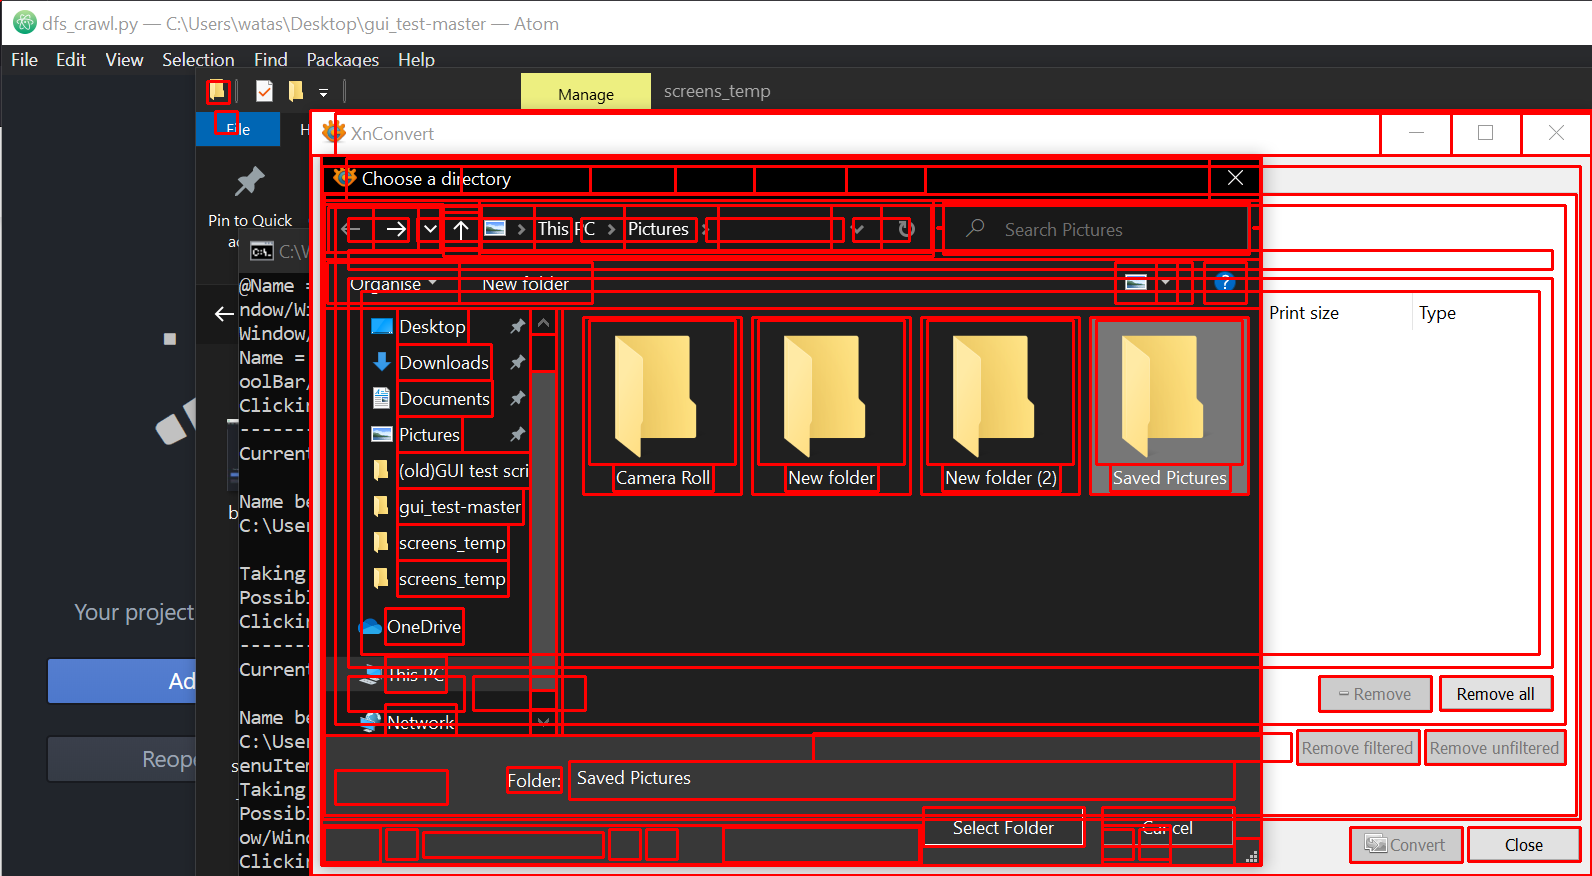 dfs_crawl.py — C:\Users\watas\Desktop\gui_test-master — Atom
File Edit View Selection Find Packages Help
Manage screens_temp
File
XnConvert
Choose a directory
Pin to Quick
This PC Pictures
Search Pictures
C:\
Organise New folder
@Name =
ndow/Wi
Window/
Name =
oolBar/
Clickin
Current
Name be
C:\User
Taking
Possibl
Clickin
Current
Name be
C:\User
enuItem
Taking
Possibl
ow/Wind
Clickin
Your project
Ad
Reope
Desktop
Downloads
Documents
Pictures
(old)GUI test scri
gui_test-master
screens_temp
screens_temp
OneDrive
This PC
Network
Camera Roll New folder New folder (2) Saved Pictures
Print size Type
Remove Remove all
Remove filtered Remove unfiltered
Folder: Saved Pictures
Select Folder Cancel
Convert Close